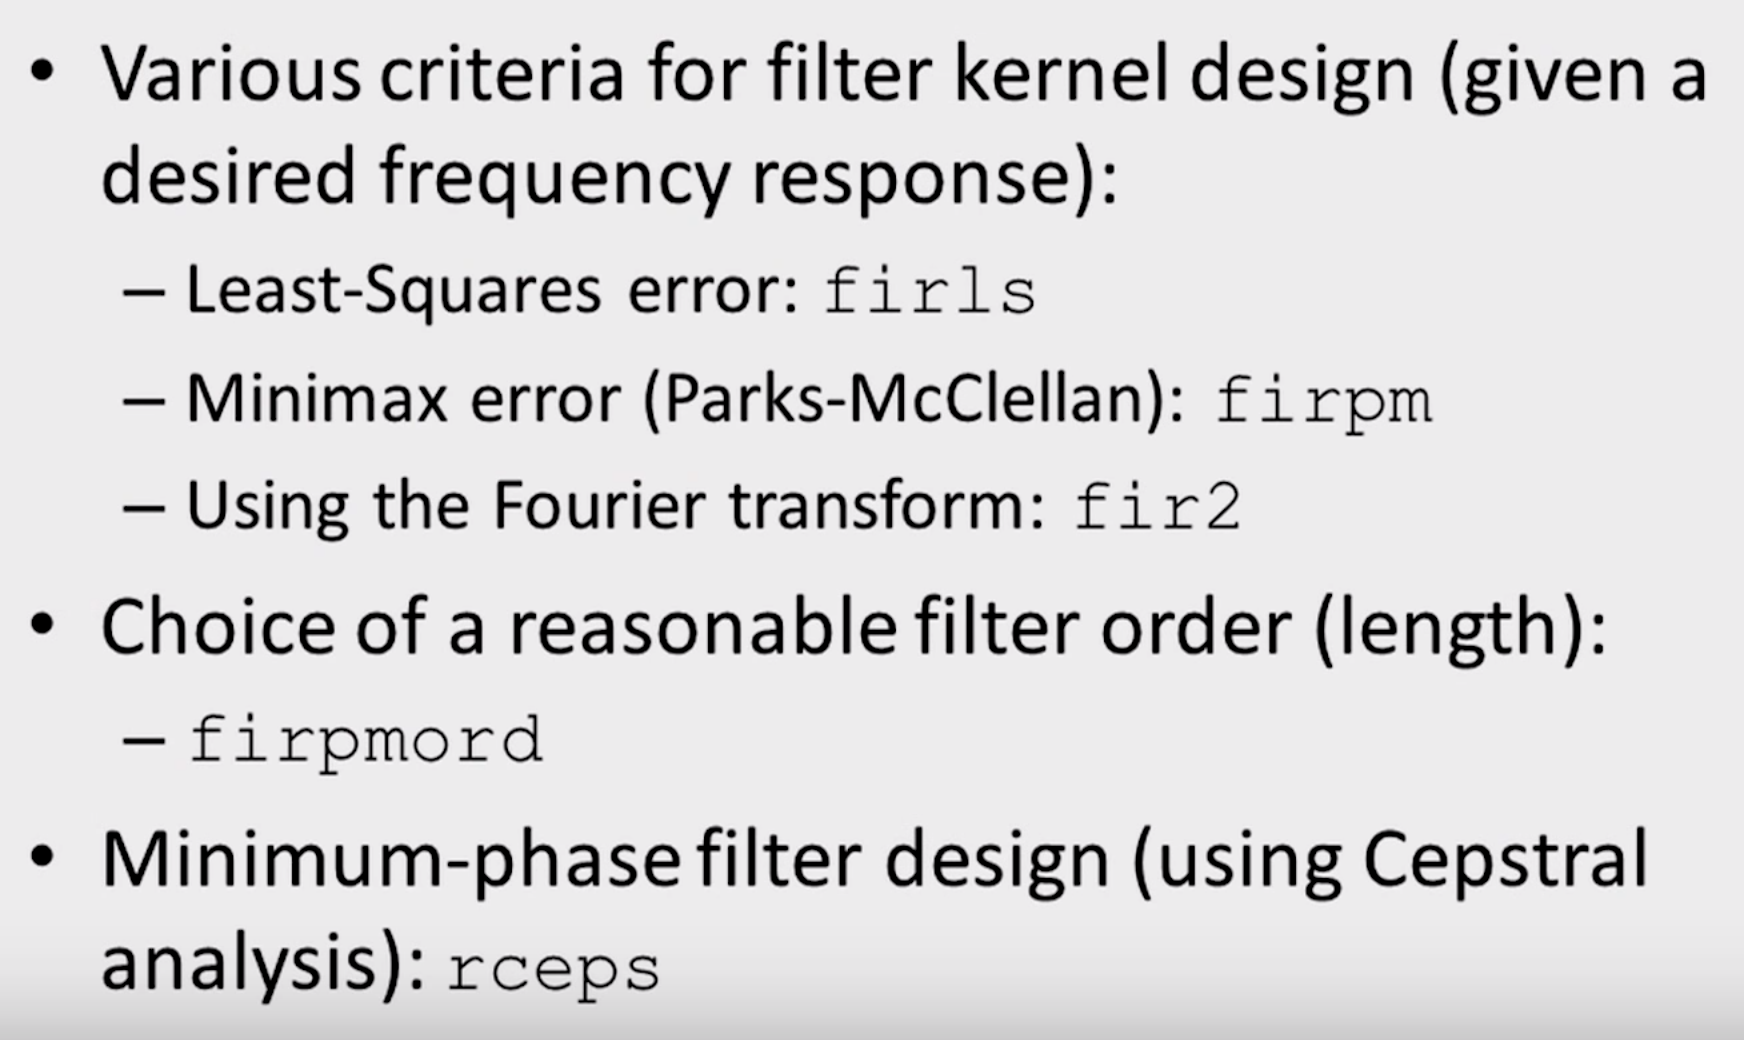 • Various criteria for filter kernel design (given a
desired frequency response):
– Least-Squares error: firls
– Minimax error (Parks-McClellan): firpm
– Using the Fourier transform: fir2
• Choice of a reasonable filter order (length):
– firpmord
• Minimum-phase filter design (using Cepstral
analysis): rceps